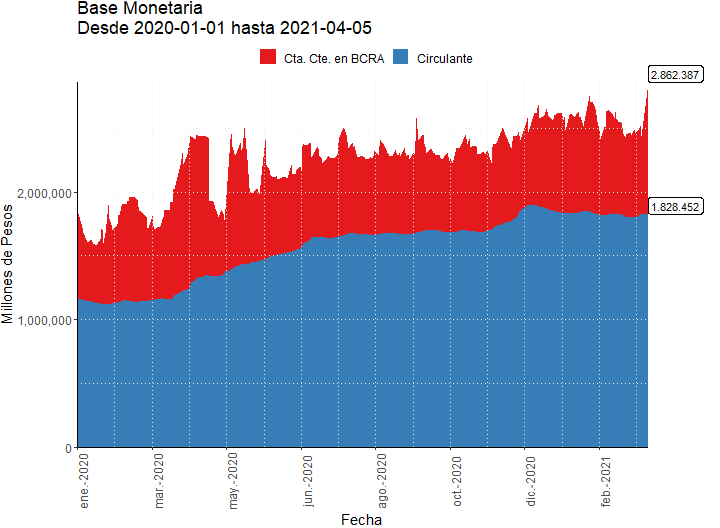 Base Monetaria
Desde 2020-01-01 hasta 2021-04-05
Cta. Cte. en BCRA
Circulante
2.862.387
1.828.452
2,000,000
1,000,000
0
Millones de Pesos
ene.-2020
mar.-2020
may.-2020
jun.-2020
ago.-2020
oct.-2020
dic.-2020
feb.-2021
Fecha